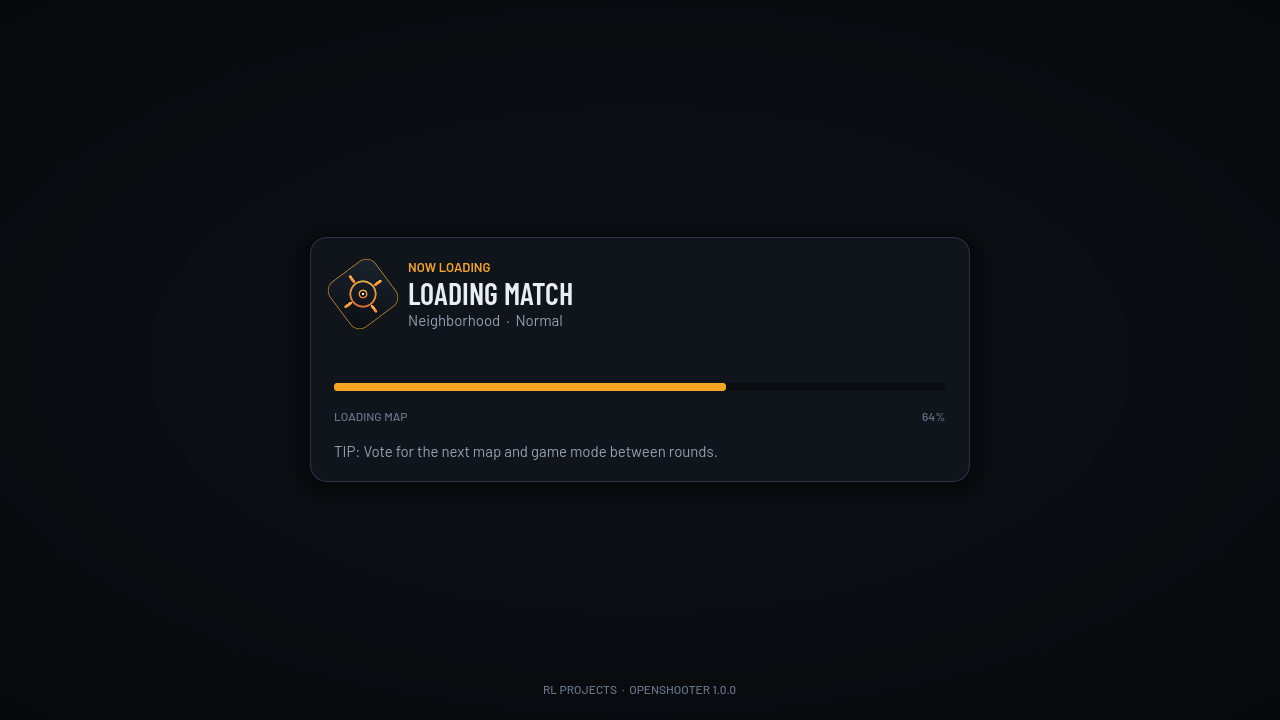 NOW LOADING
LOADING MATCH
Neighborhood · Normal
LOADING MAP 64%
TIP: Vote for the next map and game mode between rounds.
RL PROJECTS · OPENSHOOTER 1.0.0